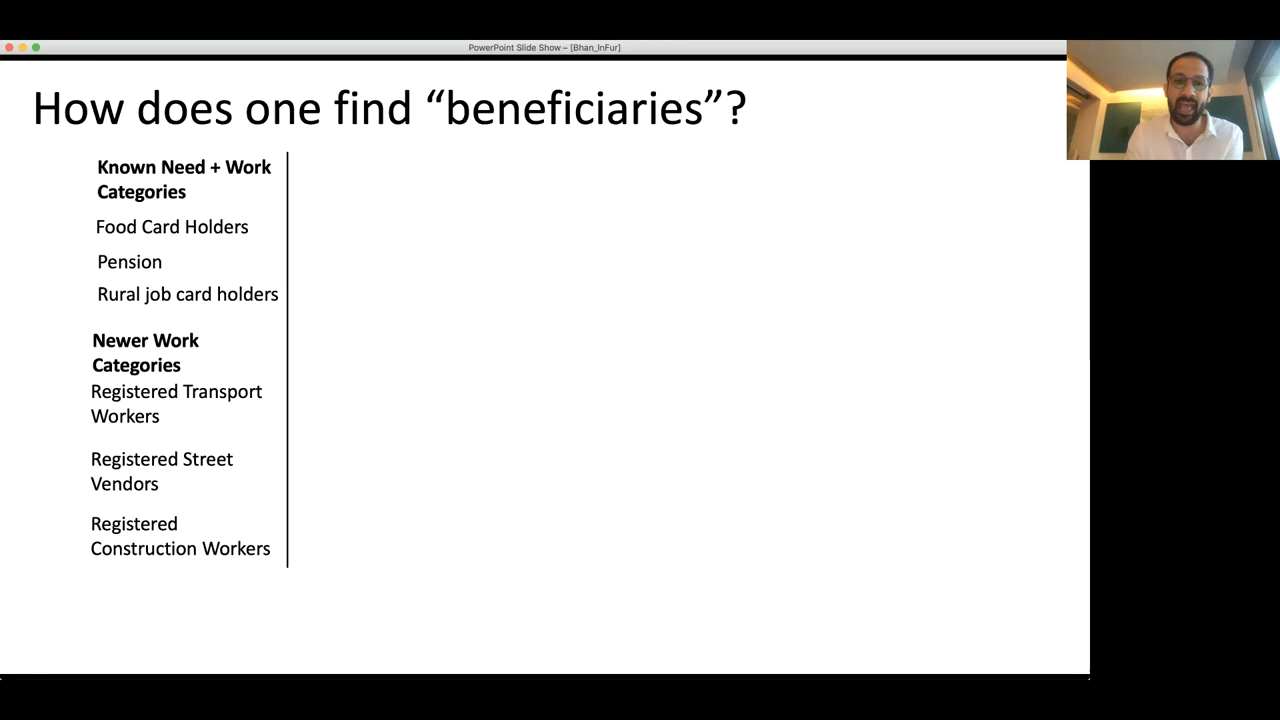 PowerPoint Slide Show – [Bhan_InFur]
How does one find “beneficiaries”?
Known Need + Work
Categories
Food Card Holders
Pension
Rural job card holders
Newer Work
Categories
Registered Transport
Workers
Registered Street
Vendors
Registered
Construction Workers